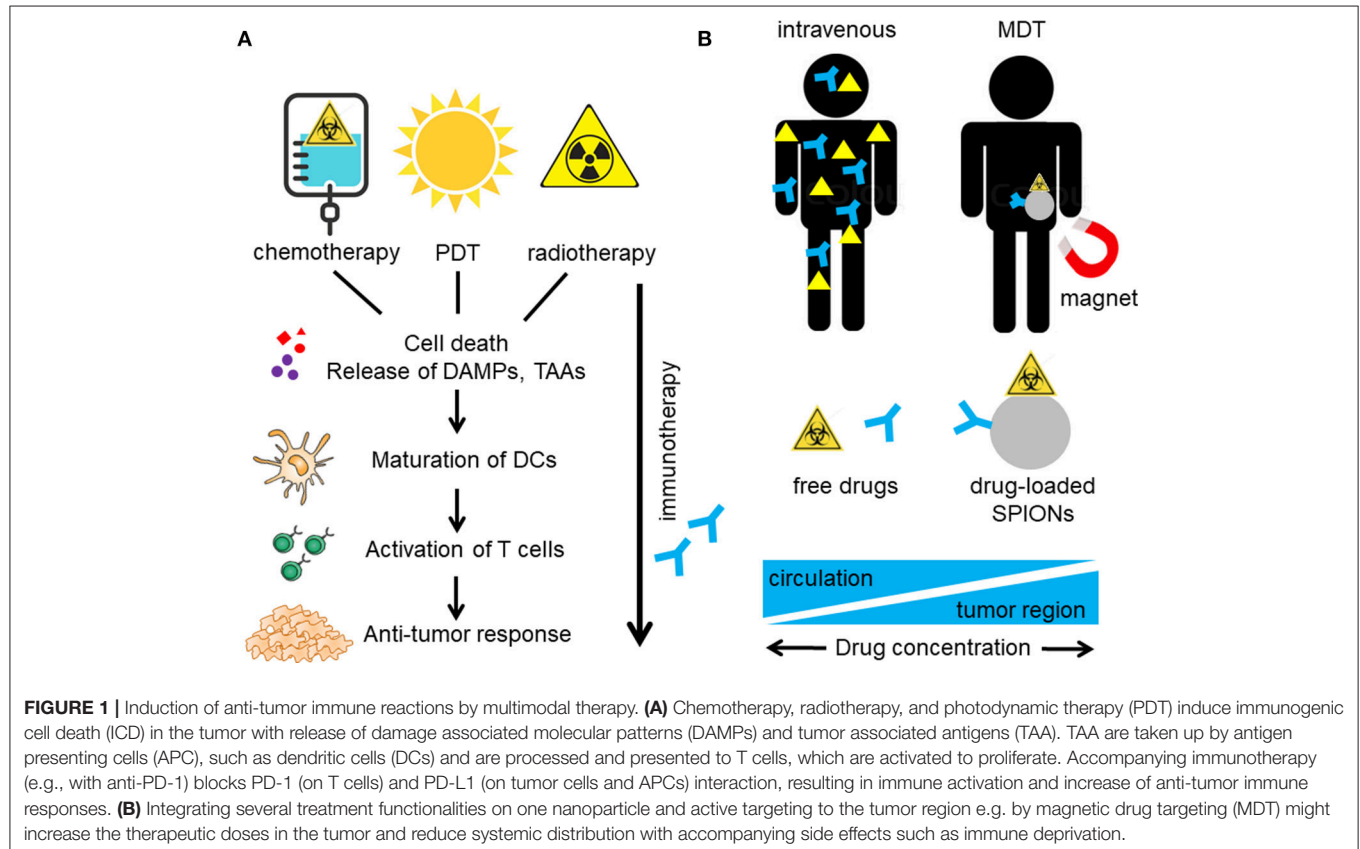 A
chemotherapy
PDT
radiotherapy
Cell death
Release of DAMPs, TAAs
Maturation of DCs
Activation of T cells
Anti-tumor response
immunotherapy
B
intravenous
MDT
magnet
free drugs
drug-loaded
SPIONs
circulation
tumor region
Drug concentration
FIGURE 1 | Induction of anti-tumor immune reactions by multimodal therapy. (A) Chemotherapy, radiotherapy, and photodynamic therapy (PDT) induce immunogenic
cell death (ICD) in the tumor with release of damage associated molecular patterns (DAMPs) and tumor associated antigens (TAA). TAA are taken up by antigen
presenting cells (APC), such as dendritic cells (DCs) and are processed and presented to T cells, which are activated to proliferate. Accompanying immunotherapy
(e.g., with anti-PD-1) blocks PD-1 (on T cells) and PD-L1 (on tumor cells and APCs) interaction, resulting in immune activation and increase of anti-tumor immune
responses. (B) Integrating several treatment functionalities on one nanoparticle and active targeting to the tumor region e.g. by magnetic drug targeting (MDT) might
increase the therapeutic doses in the tumor and reduce systemic distribution with accompanying side effects such as immune deprivation.